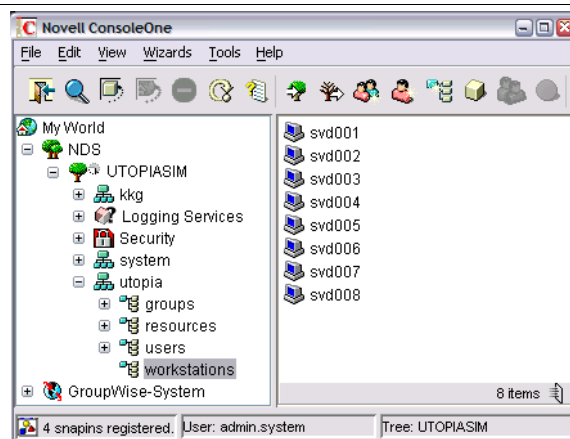 Novell ConsoleOne
File Edit View Wizards Tools Help
My World
NDS
UTOPIASIM
kkg
Logging Services
Security
system
utopia
groups
resources
users
workstations
GroupWise-System
svd001
svd002
svd003
svd004
svd005
svd006
svd007
svd008
8 items
4 snapins registered. User: admin.system Tree: UTOPIASIM